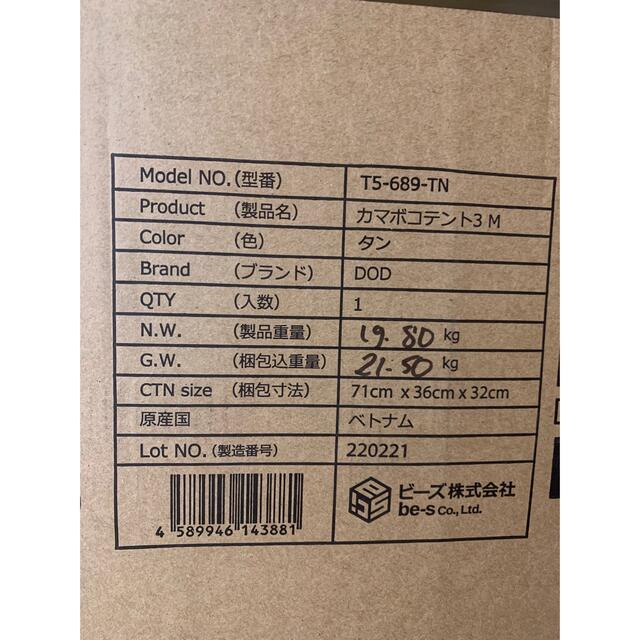 Model NO. (型番) T5-689-TN
Product (製品名) カマボコテント3 M
Color (色) タン
Brand (ブランド) DOD
QTY (入数) 1
N.W. (製品重量) 19.80 kg
G.W. (梱包込重量) 21.50 kg
CTN size (梱包寸法) 71cm x 36cm x 32cm
原産国 ベトナム
Lot NO. (製造番号) 220221
4 589946 143881
ビーズ株式会社
be-s Co., Ltd.